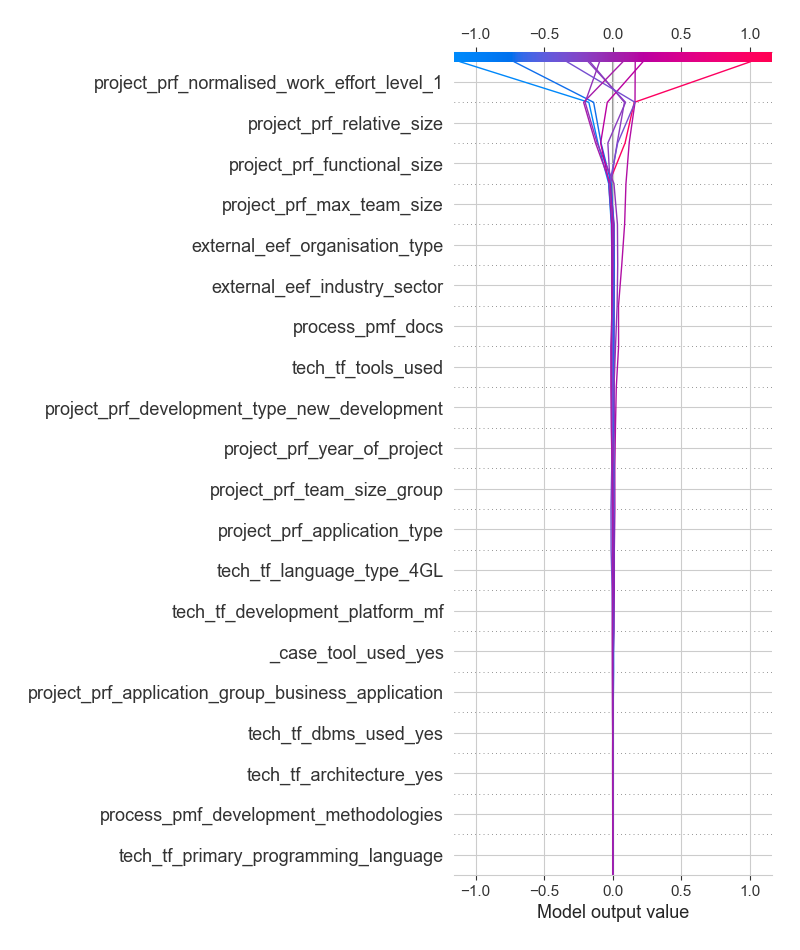 −1.0 −0.5 0.0 0.5 1.0
project_prf_normalised_work_effort_level_1
project_prf_relative_size
project_prf_functional_size
project_prf_max_team_size
external_eef_organisation_type
external_eef_industry_sector
process_pmf_docs
tech_tf_tools_used
project_prf_development_type_new_development
project_prf_year_of_project
project_prf_team_size_group
project_prf_application_type
tech_tf_language_type_4GL
tech_tf_development_platform_mf
_case_tool_used_yes
project_prf_application_group_business_application
tech_tf_dbms_used_yes
tech_tf_architecture_yes
process_pmf_development_methodologies
tech_tf_primary_programming_language
−1.0 −0.5 0.0 0.5 1.0
Model output value